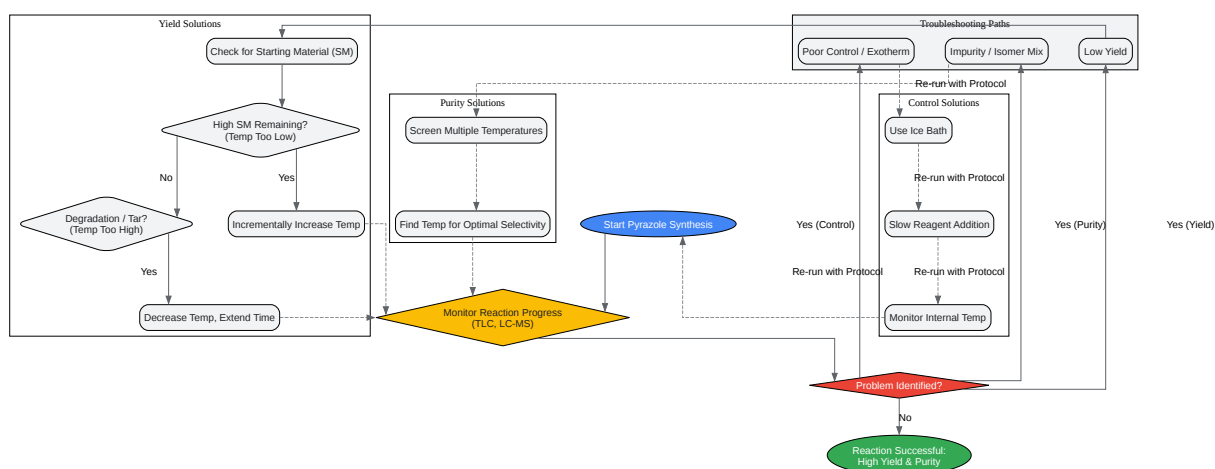 Yield Solutions
Troubleshooting Paths
Check for Starting Material (SM)
Poor Control / Exotherm
Impurity / Isomer Mix
Low Yield
Re-run with Protocol
Purity Solutions
Control Solutions
High SM Remaining?
(Temp Too Low)
Screen Multiple Temperatures
Use Ice Bath
No
Yes
Re-run with Protocol
Degradation / Tar?
(Temp Too High)
Incrementally Increase Temp
Find Temp for Optimal Selectivity
Start Pyrazole Synthesis
Yes (Control)
Slow Reagent Addition
Yes (Purity)
Yes (Yield)
Yes
Re-run with Protocol
Re-run with Protocol
Decrease Temp, Extend Time
Monitor Reaction Progress
(TLC, LC-MS)
Monitor Internal Temp
Problem Identified?
No
Reaction Successful:
High Yield & Purity